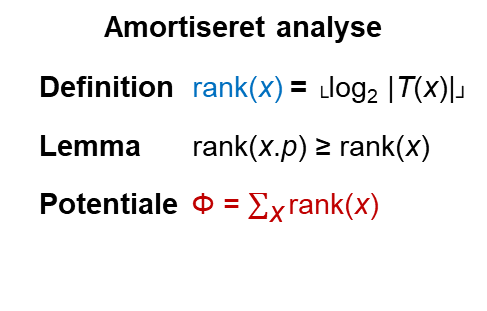 Amortiseret analyse
Definition rank(x) = ⌞log₂ |T(x)|⌟
Lemma rank(x.p) ≥ rank(x)
Potentiale Φ = ∑ₓ rank(x)